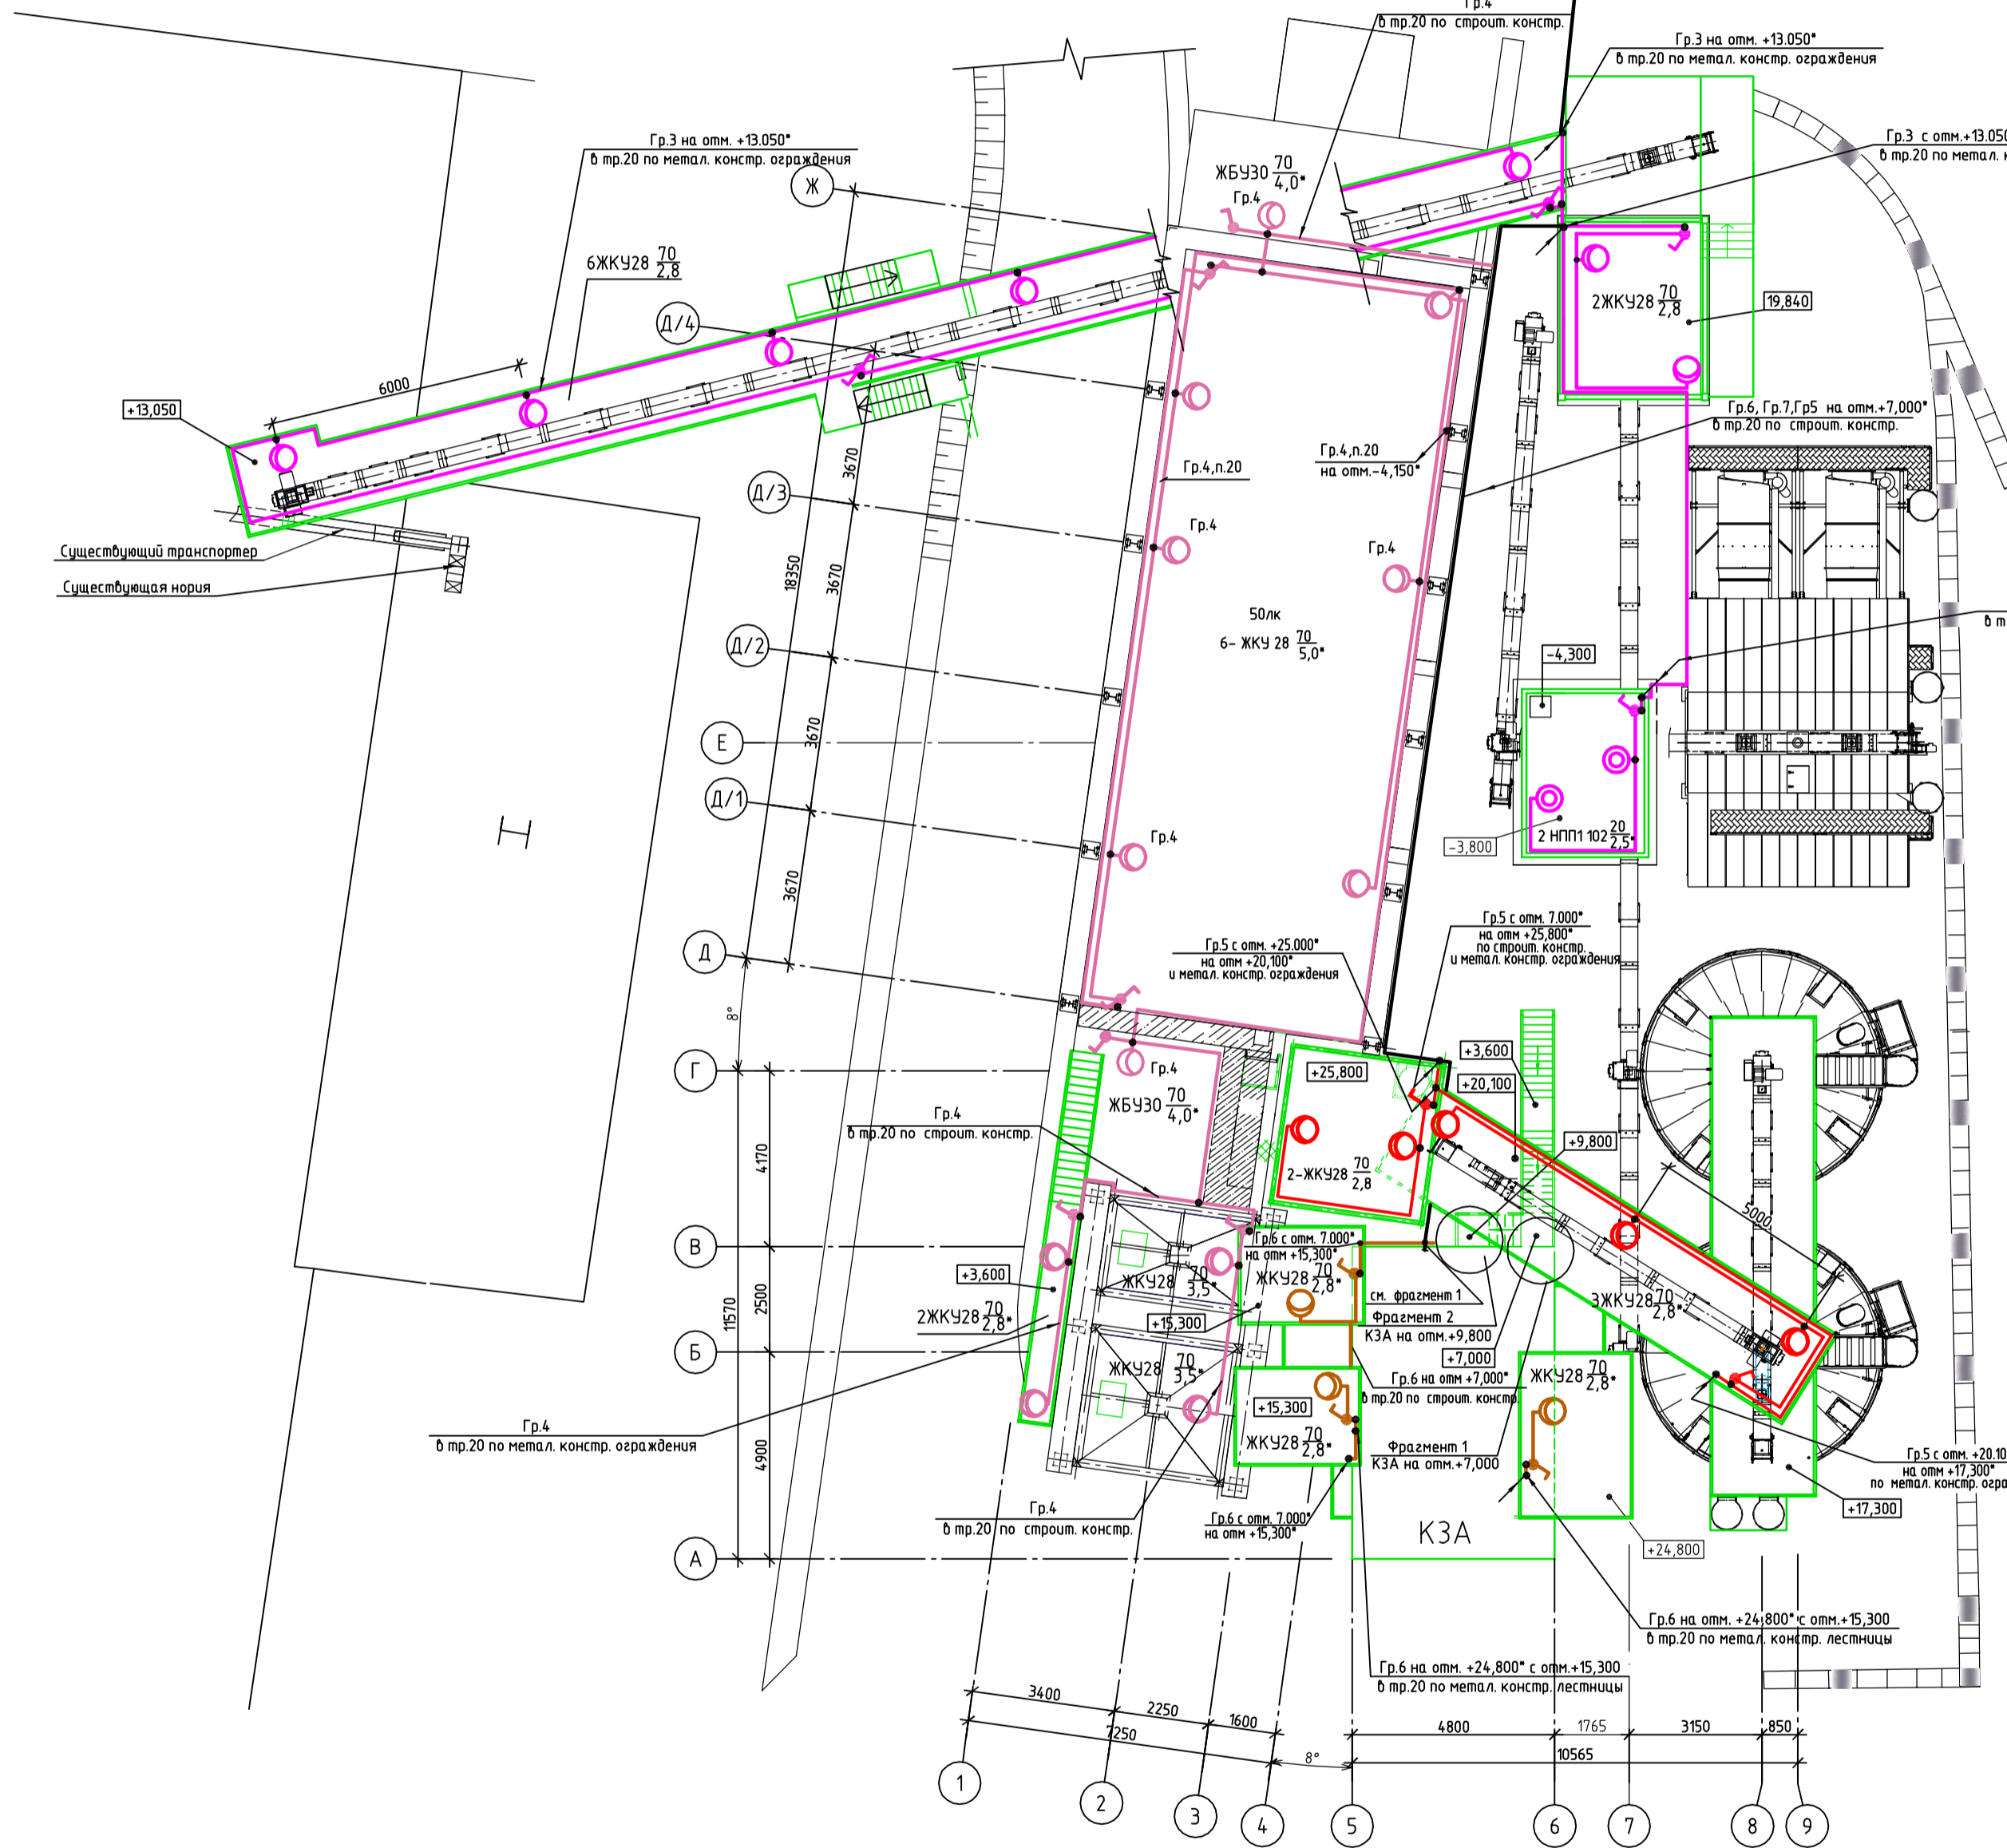 Гр.4
в тр.20 по строит. констр.
Гр.3 на отм. +13.050*
в тр.20 по метал. констр. ограждения
Гр.3 на отм. +13.050*
в тр.20 по метал. констр. ограждения
Гр.3 с отм.+13.050
в тр.20 по метал.
Ж
ЖБУ30 70
4,0*
Гр.4
6ЖКУ28 70
2,8
2ЖКУ28 70
2,8
19,840
Д/4
6000
+13,050
Гр.6, Гр.7,Гр5 на отм.+7,000*
в тр.20 по строит. констр.
Гр.4,п.20
на отм.-4,150*
Гр.4,п.20
3670
Д/3
Гр.4
Гр.4
Существующий транспортер
Существующая нория
18350
3670
50лк
6- ЖКУ 28 70
5,0*
в т
Д/2
-4,300
3670
Е
Д/1
Н
Гр.4
2 НПП1 102 20
2,5*
-3,800
3670
Д
Гр.5 с отм. 7.000*
на отм +25,800*
по строит. констр.
и метал. констр. ограждения
Гр.5 с отм. +25.000*
на отм +20,100*
и метал. констр. ограждения
8°
Г
Гр.4
+25,800
+3,600
+20,100
ЖБУ30 70
4,0*
Гр.4
в тр.20 по строит. констр.
+9,800
4170
2-ЖКУ28 70
2,8
5000
В
Гр.6 с отм. 7.000*
на отм +15,300*
+3,600
ЖКУ28 70
3,5*
ЖКУ28 70
2,8*
см. фрагмент 1
3ЖКУ28 70
2,8*
2ЖКУ28 70
2,8*
+15,300
Фрагмент 2
КЗА на отм.+9,800
11570
2500
Б
+7,000
ЖКУ28 70
3,5*
Гр.6 на отм +7,000*
в тр.20 по строит. констр.
ЖКУ28 70
2,8*
+15,300
Гр.4
в тр.20 по метал. констр. ограждения
ЖКУ28 70
2,8*
Фрагмент 1
КЗА на отм.+7,000
4900
Гр.5 с отм. +20.10
на отм +17,300*
по метал. констр. огра
+17,300
Гр.4
в тр.20 по строит. констр.
Гр.6 с отм. 7.000*
на отм +15,300*
КЗА
+24,800
А
Гр.6 на отм. +24,800* с отм.+15,300
в тр.20 по метал. констр. лестницы
Гр.6 на отм. +24,800* с отм.+15,300
в тр.20 по метал. констр. лестницы
3400
2250
1600
7250
8°
4800
1765
3150
850
10565
1
2
3
4
5
6
7
8
9